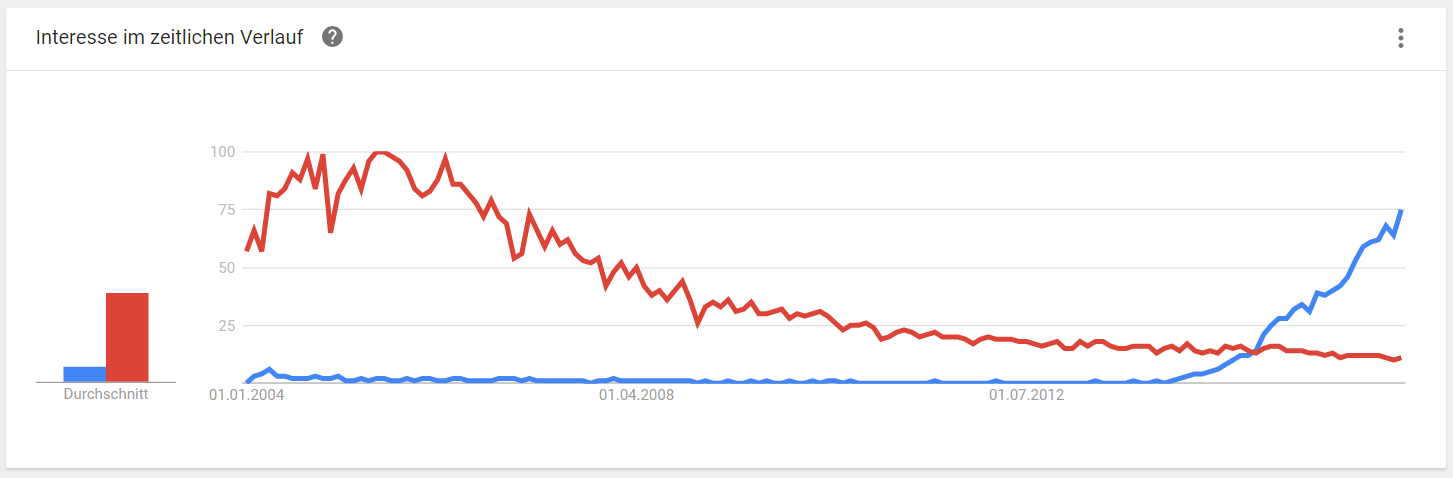 Interesse im zeitlichen Verlauf ?
100
75
50
25
Durchschnitt
01.01.2004 01.04.2008 01.07.2012